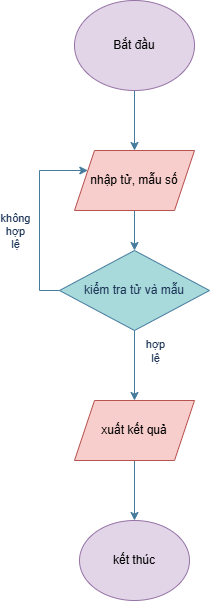 Bắt đầu
nhập tử, mẫu số
không
hợp
lệ
kiểm tra tử và mẫu
hợp
lệ
xuất kết quả
kết thúc